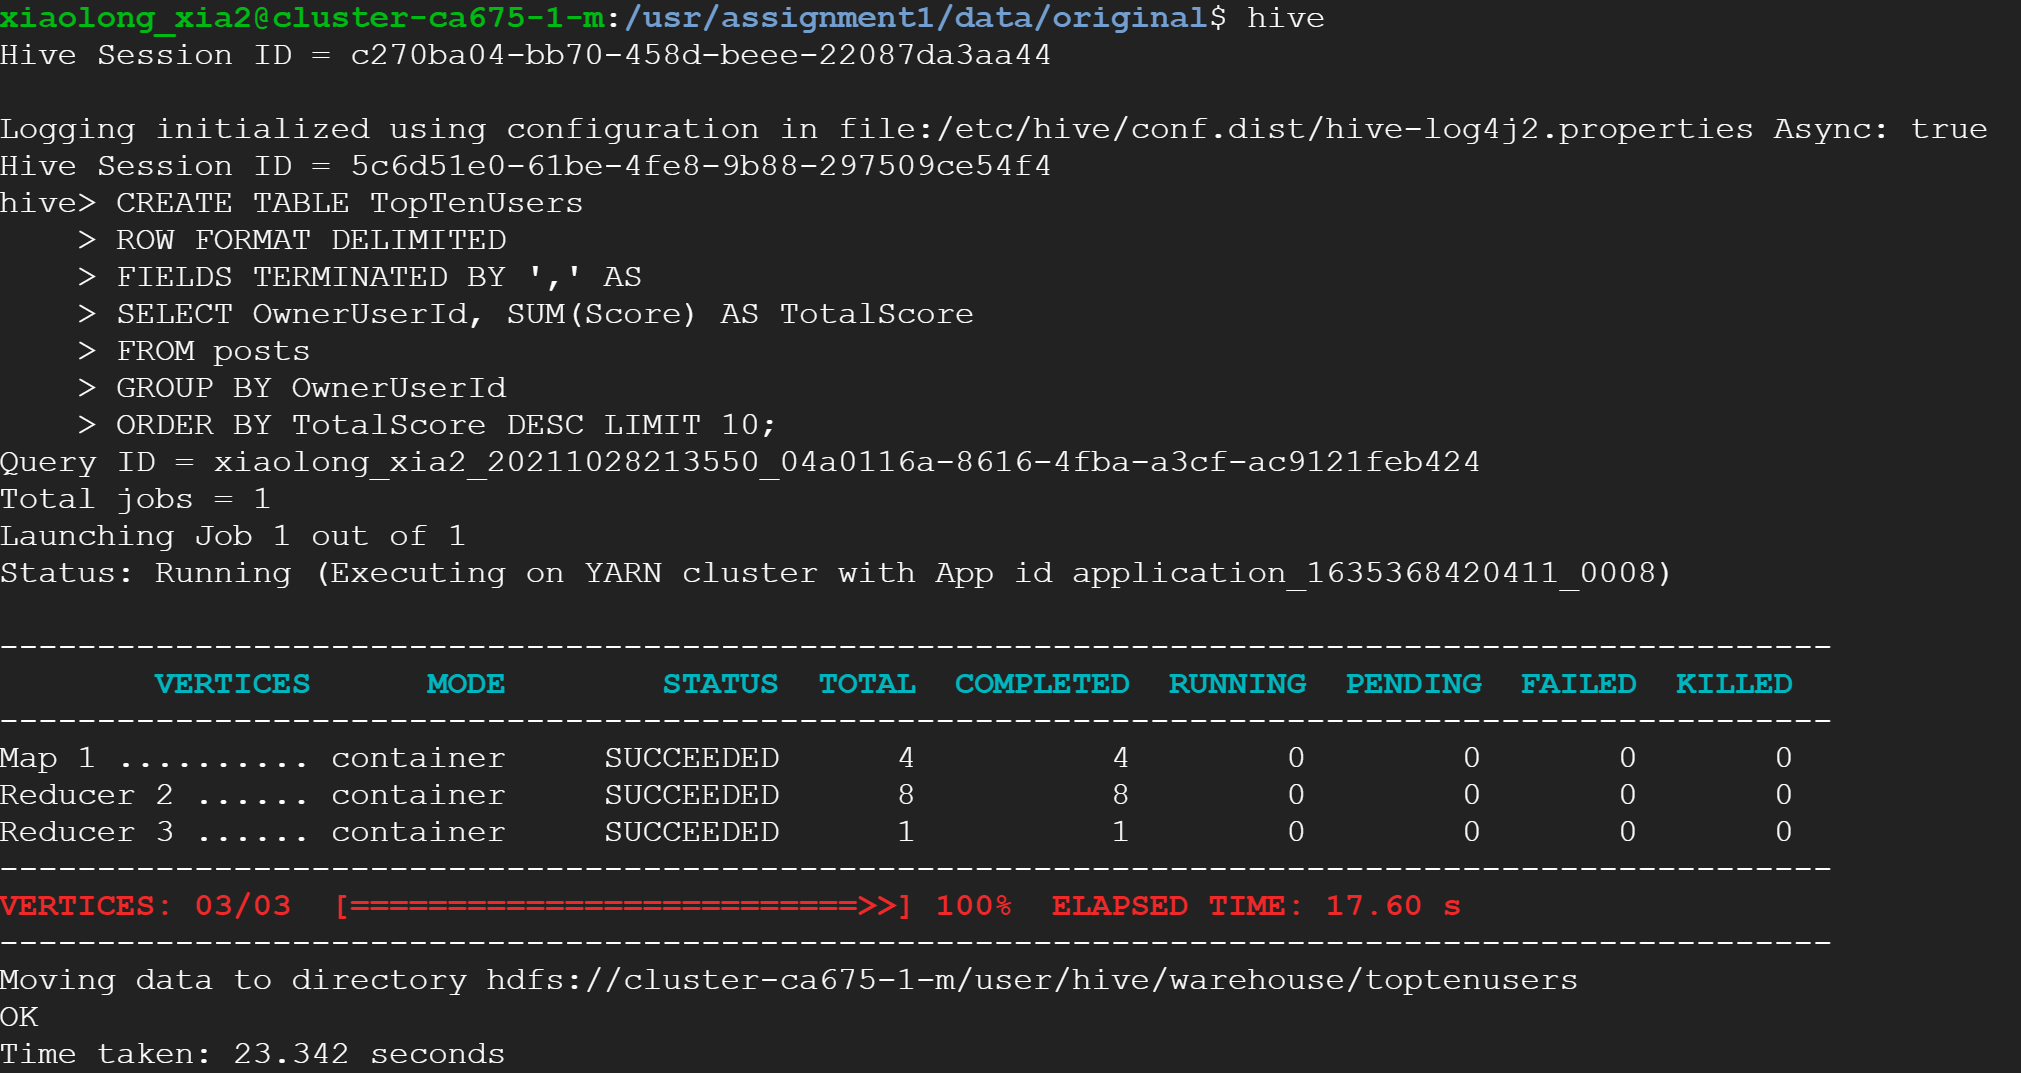 xiaolong_xia2@cluster-ca675-1-m:/usr/assignment1/data/original$ hive
Hive Session ID = c270ba04-bb70-458d-beee-22087da3aa44
Logging initialized using configuration in file:/etc/hive/conf.dist/hive-log4j2.properties Async: true
Hive Session ID = 5c6d51e0-61be-4fe8-9b88-297509ce54f4
hive> CREATE TABLE TopTenUsers
    > ROW FORMAT DELIMITED
    > FIELDS TERMINATED BY ',' AS
    > SELECT OwnerUserId, SUM(Score) AS TotalScore
    > FROM posts
    > GROUP BY OwnerUserId
    > ORDER BY TotalScore DESC LIMIT 10;
Query ID = xiaolong_xia2_20211028213550_04a0116a-8616-4fba-a3cf-ac9121feb424
Total jobs = 1
Launching Job 1 out of 1
Status: Running (Executing on YARN cluster with App id application_1635368420411_0008)
----------------------------------------------------------------------------------------------
        VERTICES      MODE        STATUS  TOTAL  COMPLETED  RUNNING  PENDING  FAILED  KILLED
----------------------------------------------------------------------------------------------
Map 1 .......... container     SUCCEEDED      4          4        0        0       0       0
Reducer 2 ...... container     SUCCEEDED      8          8        0        0       0       0
Reducer 3 ...... container     SUCCEEDED      1          1        0        0       0       0
----------------------------------------------------------------------------------------------
VERTICES: 03/03  [==========================>>] 100%  ELAPSED TIME: 17.60 s
----------------------------------------------------------------------------------------------
Moving data to directory hdfs://cluster-ca675-1-m/user/hive/warehouse/toptenusers
OK
Time taken: 23.342 seconds